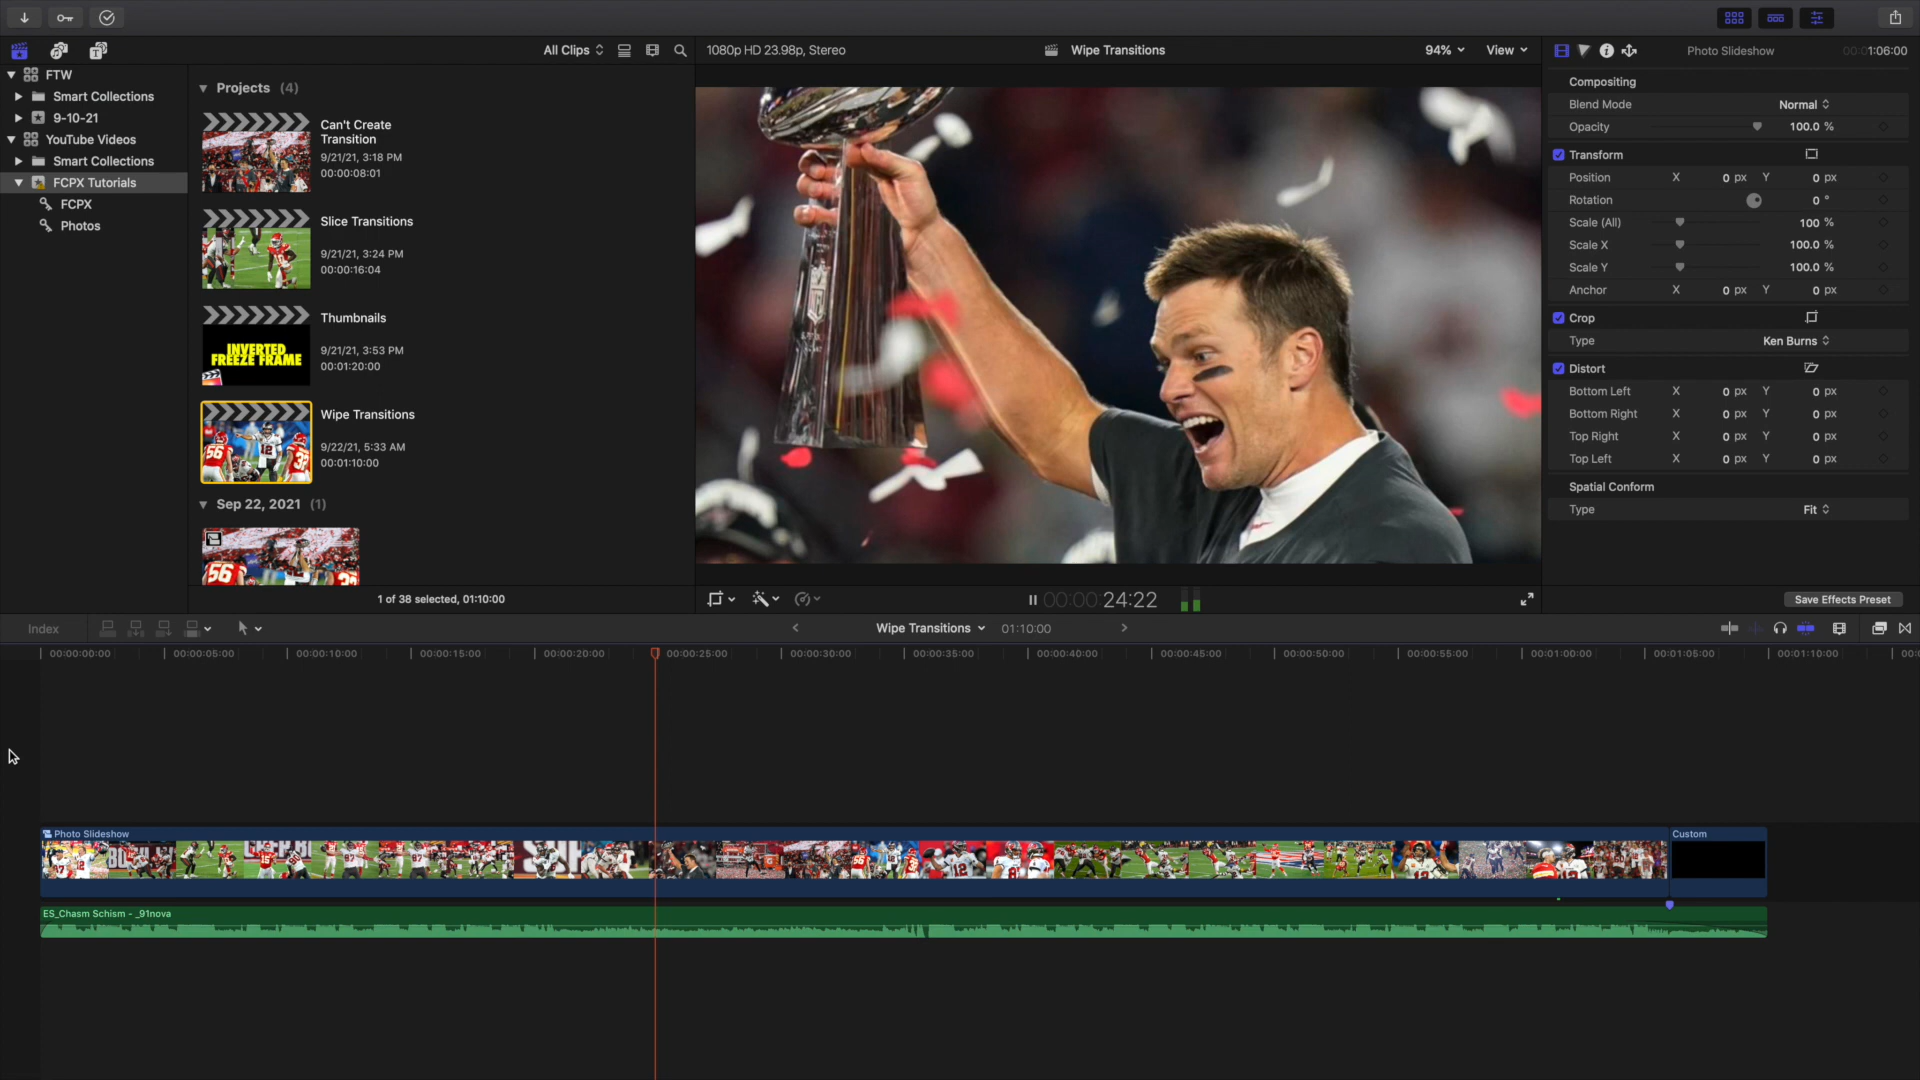 All Clips
1080p HD 23.98p, Stereo
Wipe Transitions
94%
View
Photo Slideshow
00:01:06:00
FTW
Smart Collections
9-10-21
YouTube Videos
Smart Collections
FCPX Tutorials
FCPX
Photos
Projects (4)
Can't Create
Transition
9/21/21, 3:18 PM
00:00:08:01
Slice Transitions
9/21/21, 3:24 PM
00:00:16:04
Thumbnails
9/21/21, 3:53 PM
00:01:20:00
INVERTED
FREEZE FRAME
Wipe Transitions
9/22/21, 5:33 AM
00:01:10:00
56
12
32
Sep 22, 2021 (1)
56
32
1 of 38 selected, 01:10:00
Compositing
Blend Mode Normal
Opacity 100.0 %
Transform
Position X 0 px Y 0 px
Rotation 0 °
Scale (All) 100 %
Scale X 100.0 %
Scale Y 100.0 %
Anchor X 0 px Y 0 px
Crop
Type Ken Burns
Distort
Bottom Left X 0 px Y 0 px
Bottom Right X 0 px Y 0 px
Top Right X 0 px Y 0 px
Top Left X 0 px Y 0 px
Spatial Conform
Type Fit
00:00:24:22
Save Effects Preset
Index
Wipe Transitions
01:10:00
00:00:00:00
00:00:05:00
00:00:10:00
00:00:15:00
00:00:20:00
00:00:25:00
00:00:30:00
00:00:35:00
00:00:40:00
00:00:45:00
00:00:50:00
00:00:55:00
00:01:00:00
00:01:05:00
00:01:10:00
Photo Slideshow
Custom
ES_Chasm Schism - _91nova